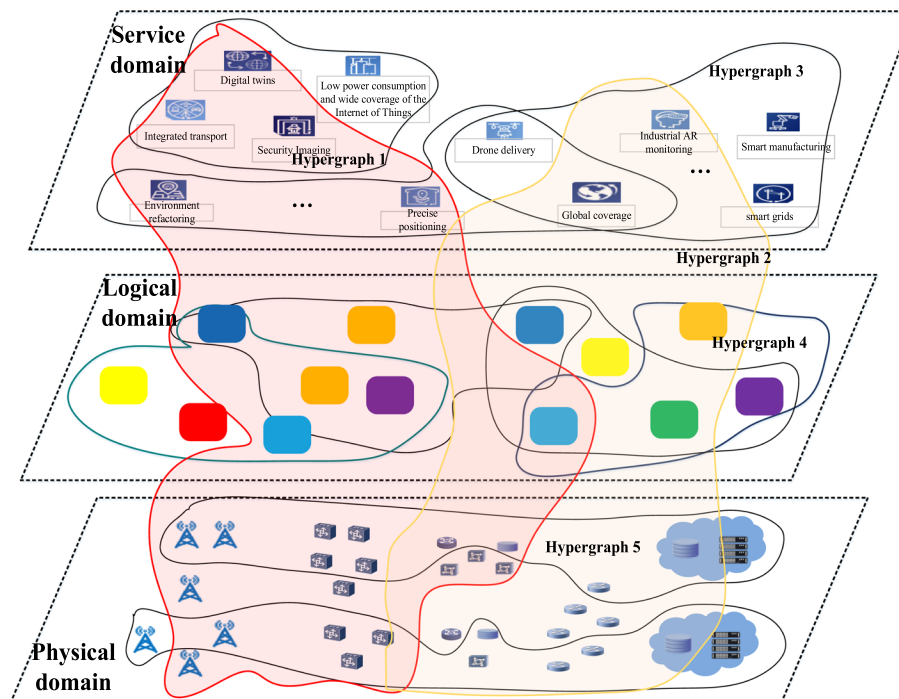 Service
domain
Hypergraph 3
Digital twins
Low power consumption
and wide coverage of the
Internet of Things
Integrated transport
Security Imaging
Hypergraph 1
Drone delivery
Industrial AR
monitoring
Smart manufacturing
...
Environment
refactoring
...
Precise
positioning
Global coverage
smart grids
Hypergraph 2
Logical
domain
Hypergraph 4
Hypergraph 5
Physical
domain